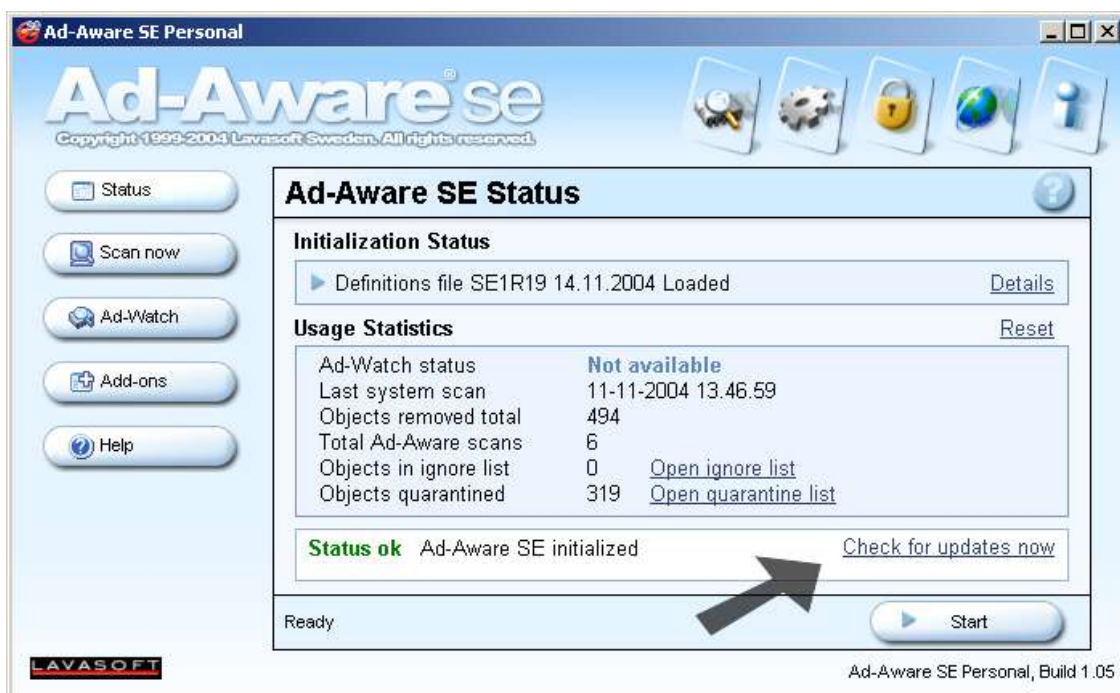 Ad-Aware SE Personal
Ad-Aware® se
Copyright 1999-2004 Lavasoft Sweden. All rights reserved.
Status
Scan now
Ad-Watch
Add-ons
Help
Ad-Aware SE Status
?
Initialization Status
Definitions file SE1R19 14.11.2004 Loaded Details
Usage Statistics Reset
Ad-Watch status Not available
Last system scan 11-11-2004 13.46.59
Objects removed total 494
Total Ad-Aware scans 6
Objects in ignore list 0 Open ignore list
Objects quarantined 319 Open quarantine list
Status ok Ad-Aware SE initialized Check for updates now
Ready Start
LAVASOFT
Ad-Aware SE Personal, Build 1.05